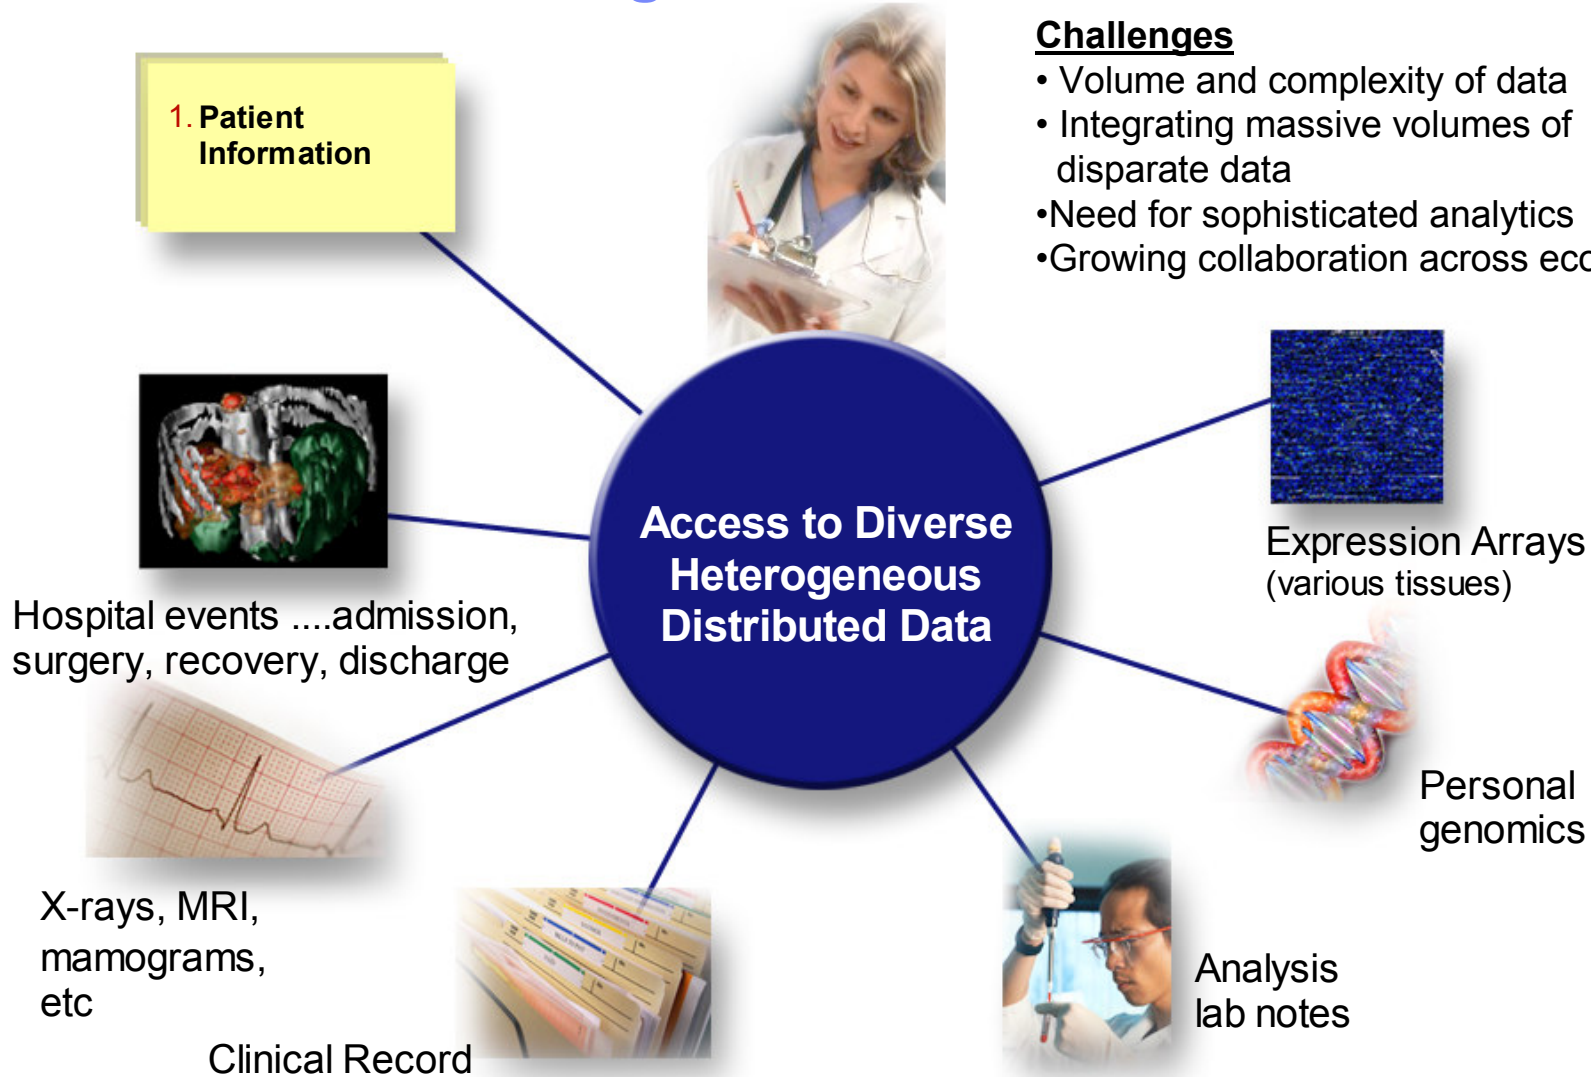 Challenges
• Volume and complexity of data
• Integrating massive volumes of
disparate data
•Need for sophisticated analytics
•Growing collaboration across
1. Patient
Information
Access to Diverse
Heterogeneous
Distributed Data
Expression Arrays
(various tissues)
Hospital events ....admission,
surgery, recovery, discharge
Personal
genomics
X-rays, MRI,
mamograms,
etc
Analysis
lab notes
Clinical Record